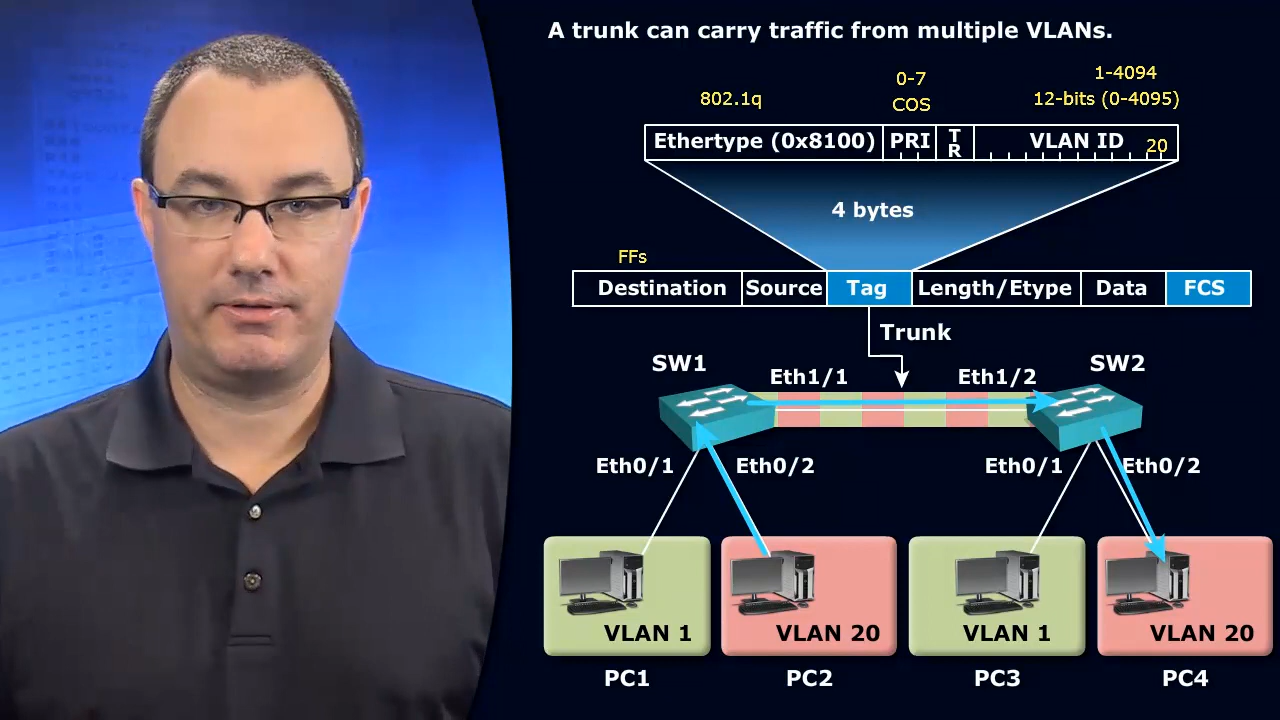 A trunk can carry traffic from multiple VLANs.
802.1q
0-7
COS
1-4094
12-bits (0-4095)
Ethertype (0x8100)
PRI
T
R
VLAN ID
20
4 bytes
FFs
Destination
Source
Tag
Length/Etype
Data
FCS
Trunk
SW1
SW2
Eth1/1
Eth1/2
Eth0/1
Eth0/2
Eth0/1
Eth0/2
VLAN 1
VLAN 20
VLAN 1
VLAN 20
PC1
PC2
PC3
PC4